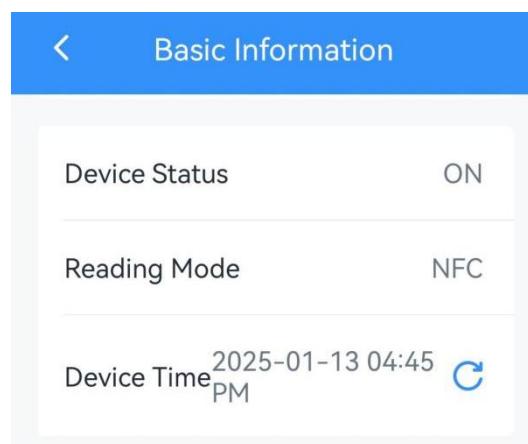 Basic Information
Device Status ON
Reading Mode NFC
Device Time 2025-01-13 04:45
PM